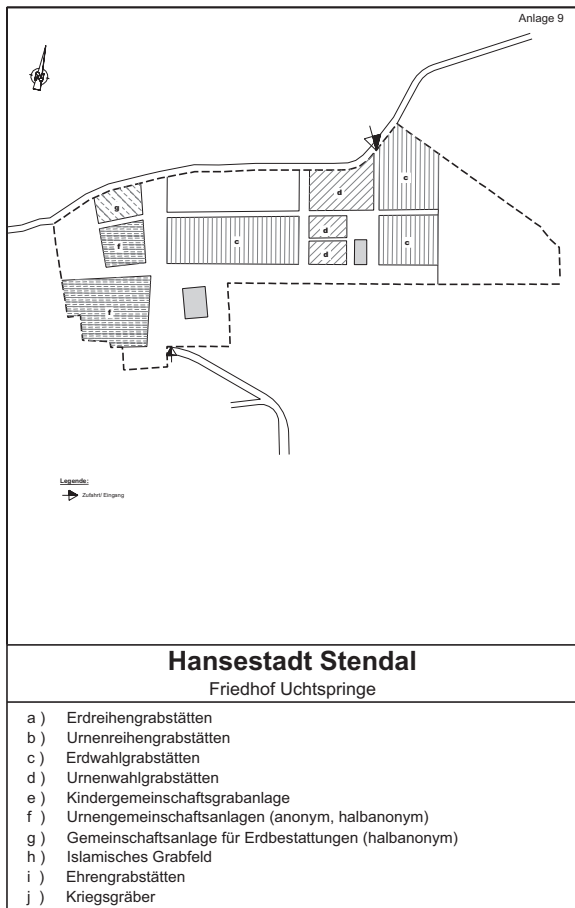 Anlage 9
N
g
f
f
c
d
d
d
c
c
Legende:
Zufahrt/ Eingang
Hansestadt Stendal
Friedhof Uchtspringe
a ) Erdreihengrabstätten
b ) Urnenreihengrabstätten
c ) Erdwahlgrabstätten
d ) Urnenwahlgrabstätten
e ) Kindergemeinschaftsgrabanlage
f ) Urnengemeinschaftsanlagen (anonym, halbanonym)
g ) Gemeinschaftsanlage für Erdbestattungen (halbanonym)
h ) Islamisches Grabfeld
i ) Ehrengrabstätten
j ) Kriegsgräber